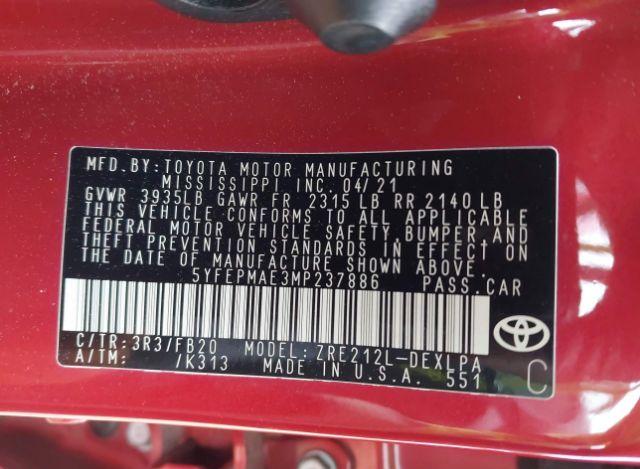 MFD.BY:TOYOTA MOTOR MANUFACTURING
MISSISSIPPI INC. 04/21
GVWR 3935LB GAWR FR 2315 LB RR 2140 LB
THIS VEHICLE CONFORMS TO ALL APPLICABLE
FEDERAL MOTOR VEHICLE SAFETY, BUMPER AND
THEFT PREVENTION STANDARDS IN EFFECT ON
THE DATE OF MANUFACTURE SHOWN ABOVE.
5YFEPMAE3MP237886 PASS.CAR
C/TR:3R3/FB20 MODEL: ZRE212L-DEXLPA
A/TM: /K313 MADE IN U.S.A. 551
C